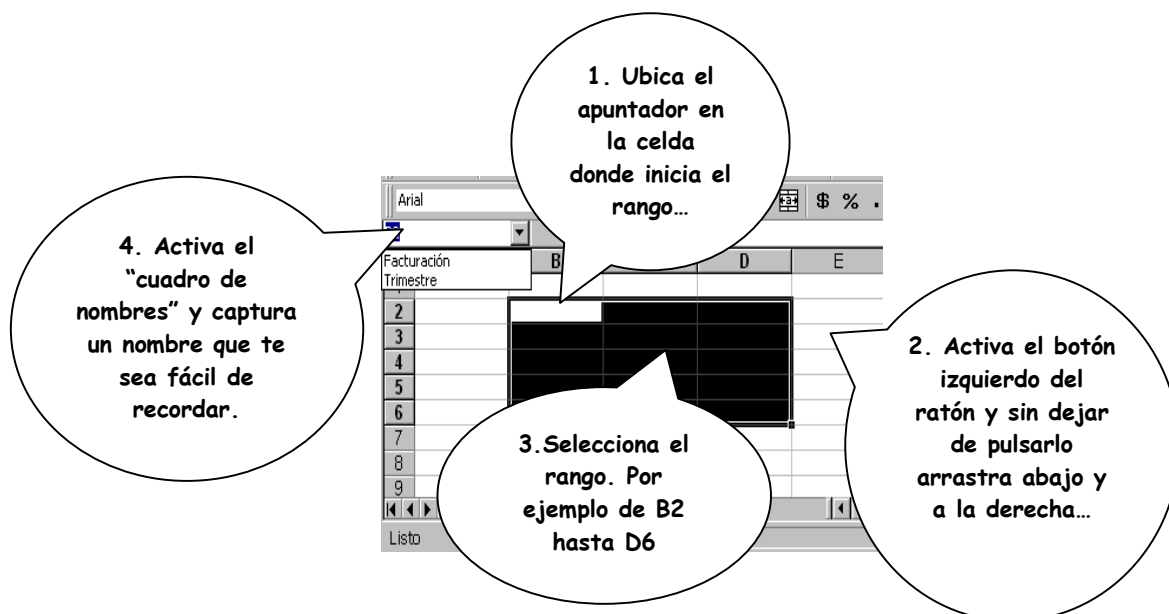 1. Ubica el
apuntador en
la celda
donde inicia el
rango…
Arial
$ % .
4. Activa el
“cuadro de
nombres” y captura
un nombre que te
sea fácil de
recordar.
Facturación
Trimestre
B
D
E
2
3
4
5
6
7
8
9
2. Activa el botón
izquierdo del
ratón y sin dejar
de pulsarlo
arrastra abajo y
a la derecha…
3.Selecciona el
rango. Por
ejemplo de B2
hasta D6
Listo